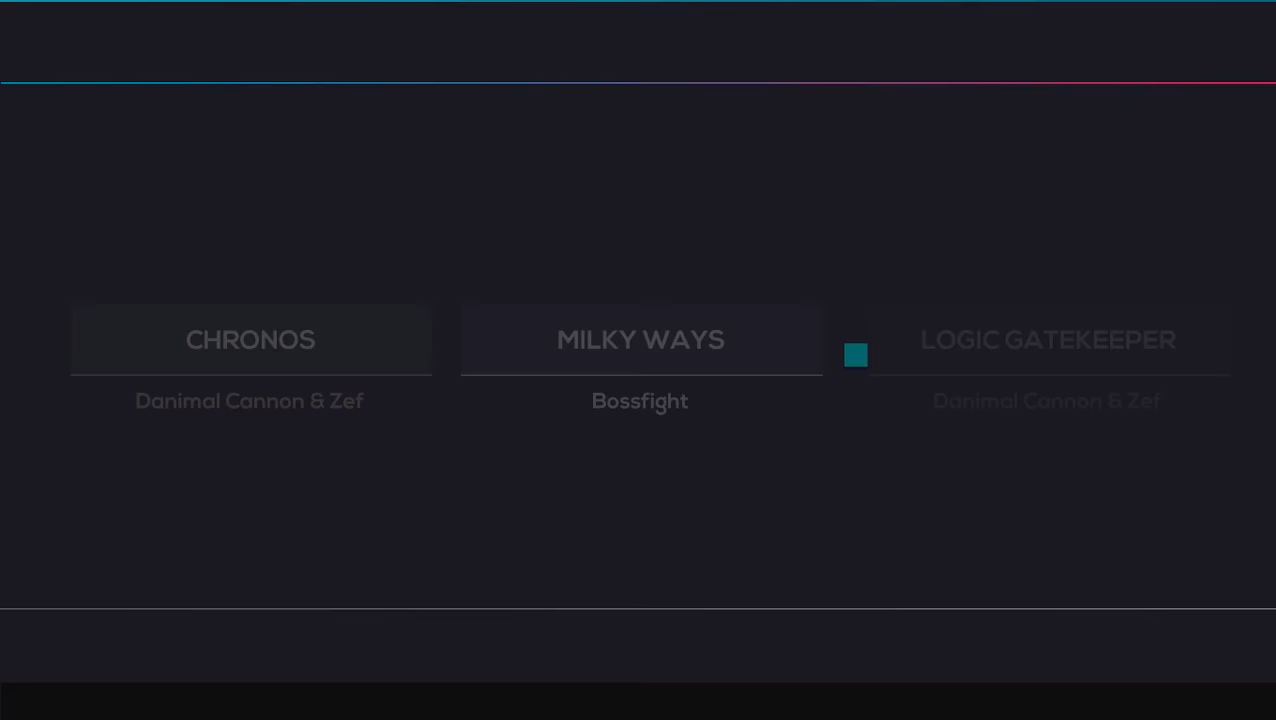 CHRONOS
Danimal Cannon & Zef
MILKY WAYS
Bossfight
LOGIC GATEKEEPER
Danimal Cannon & Zef